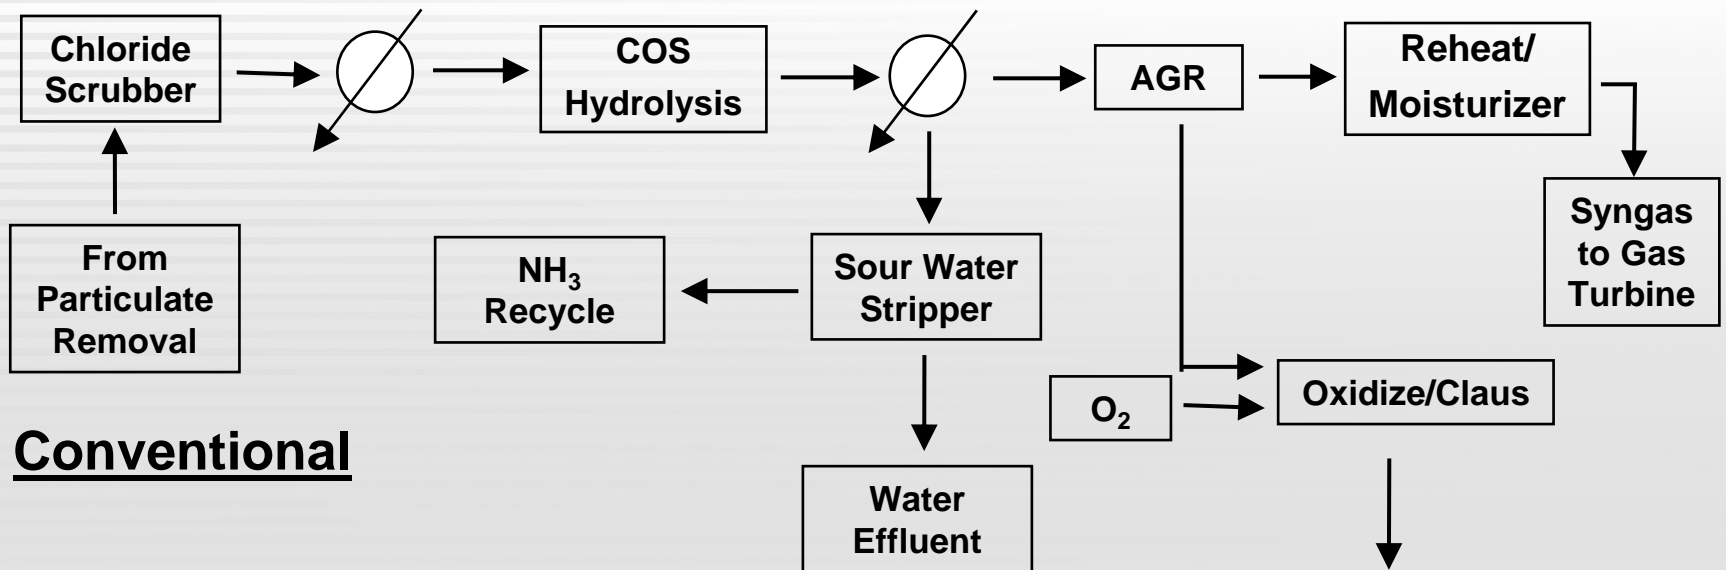 Chloride
Scrubber
COS
Hydrolysis
AGR
Reheat/
Moisturizer
From
Particulate
Removal
NH₃
Recycle
Sour Water
Stripper
Syngas
to Gas
Turbine
O₂
Oxidize/Claus
Conventional
Water
Effluent